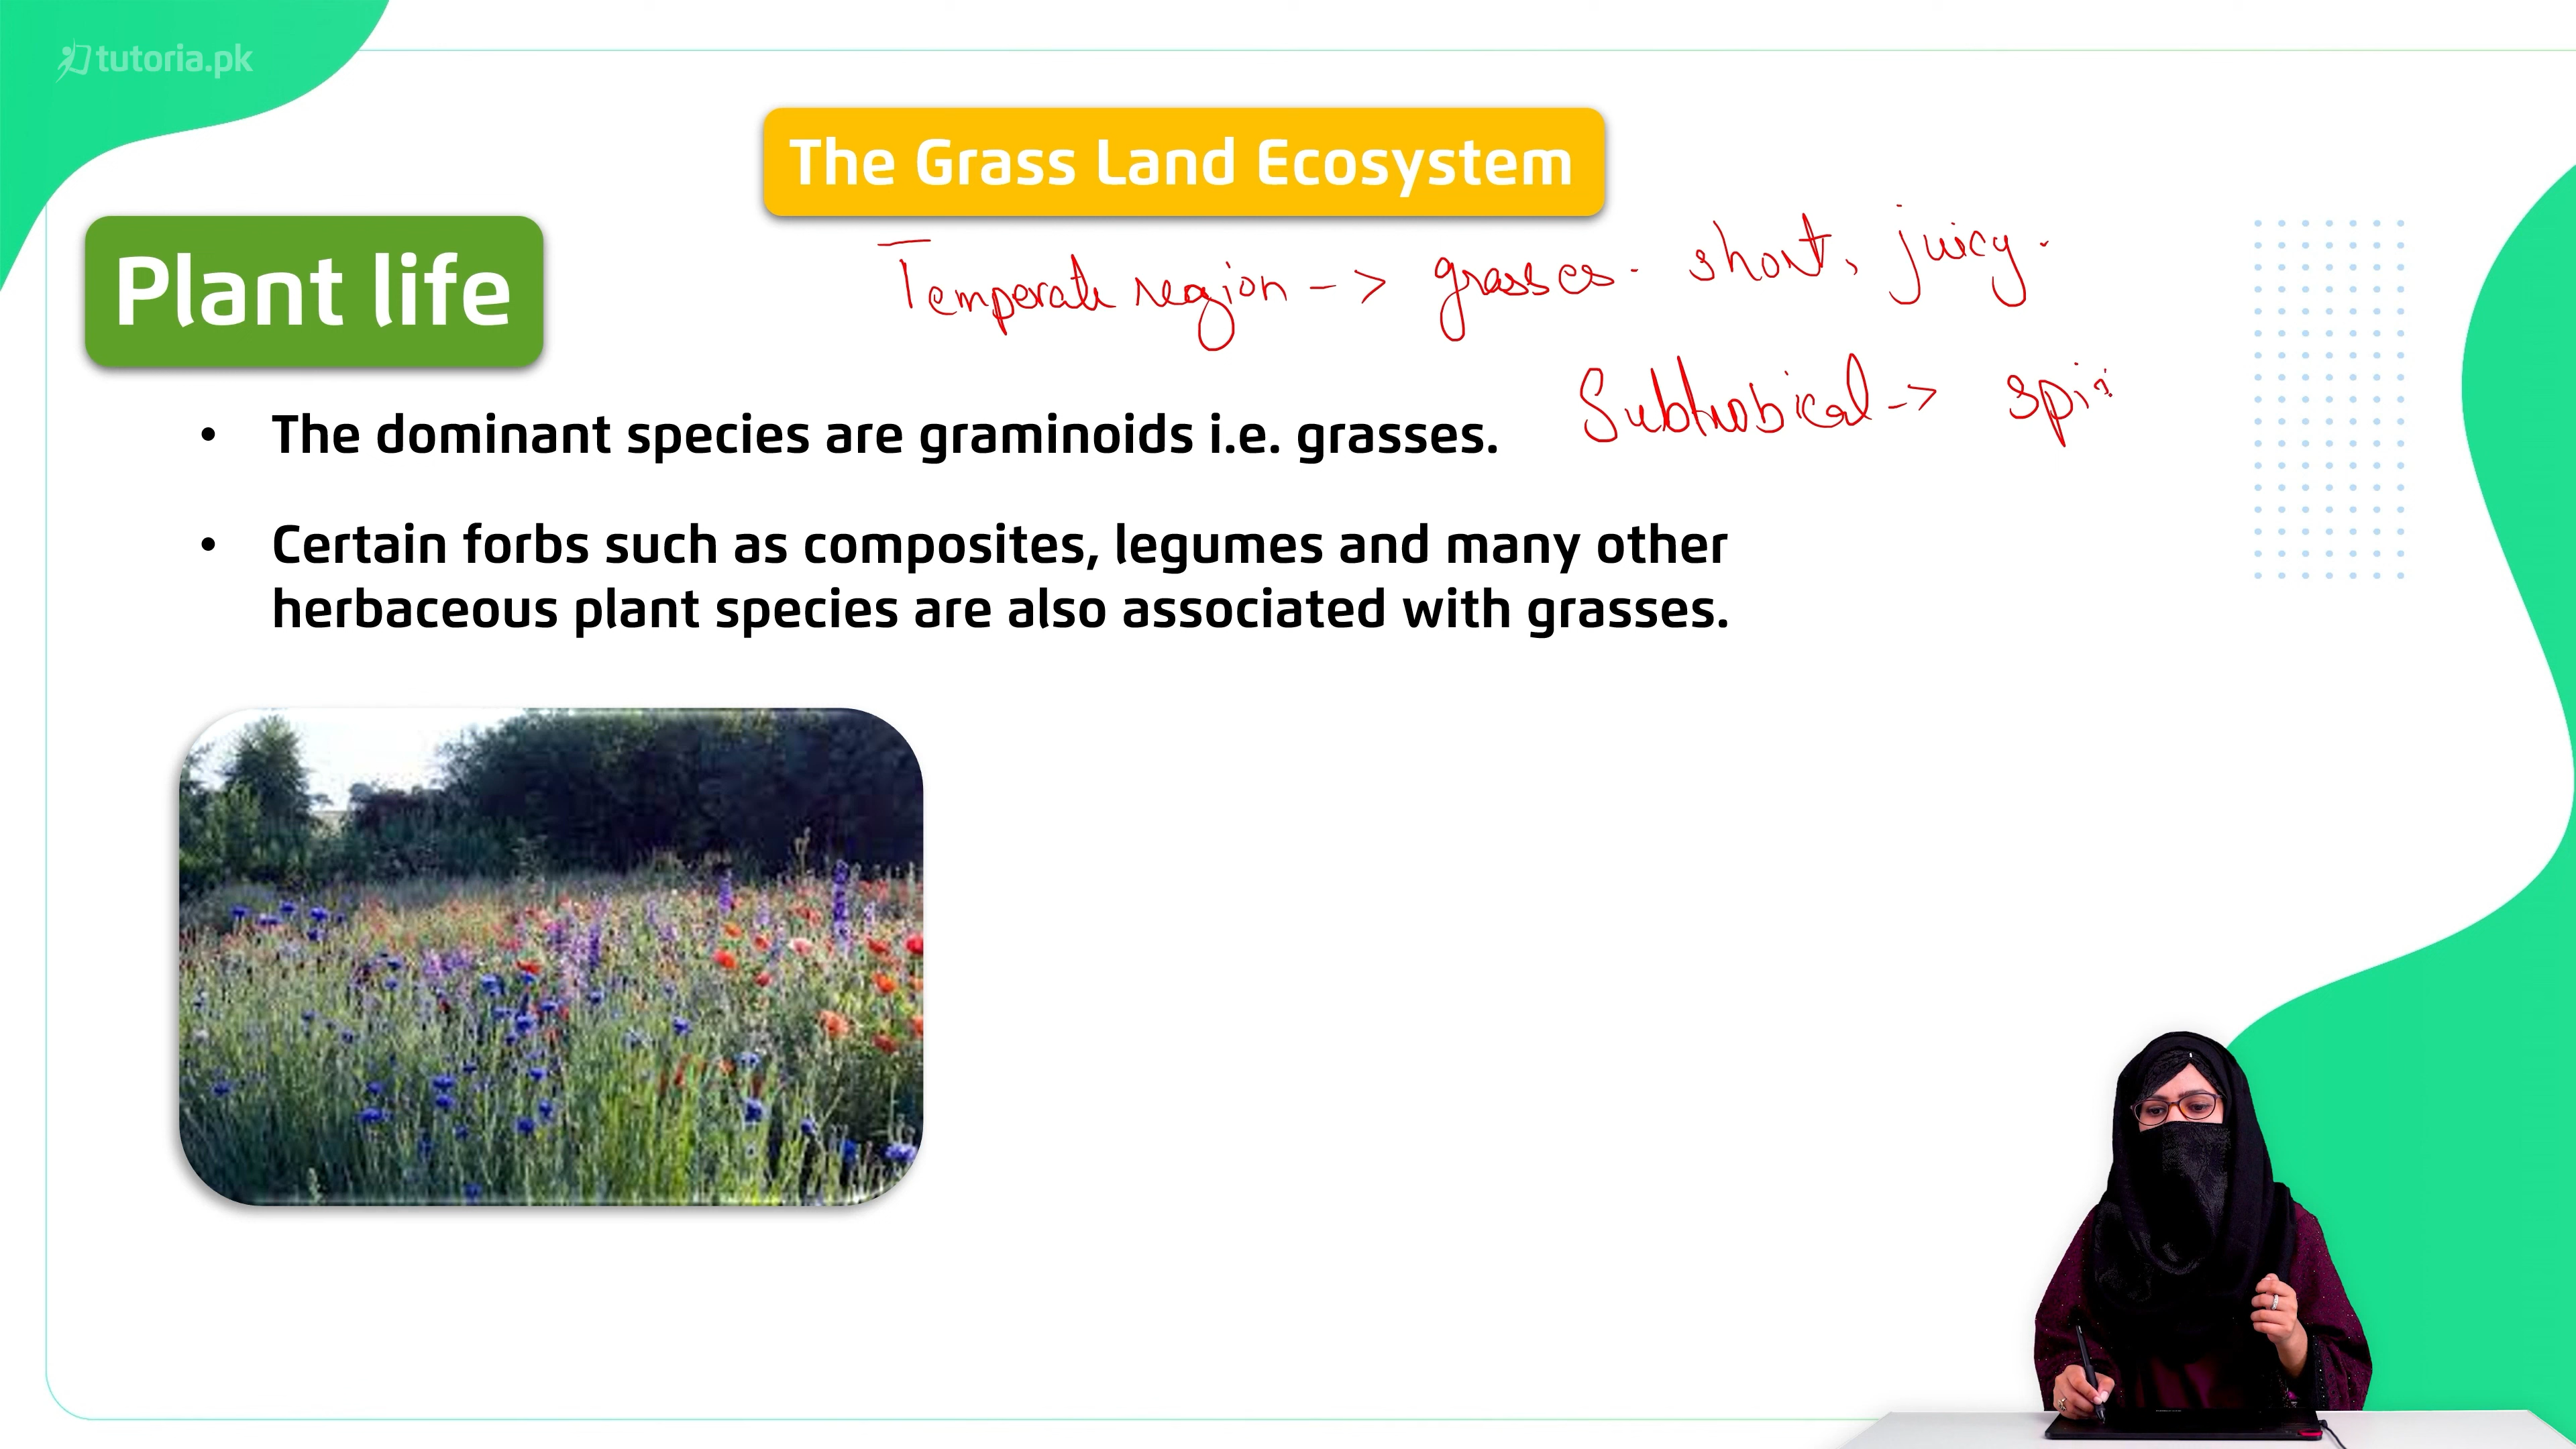 tutoria.pk
The Grass Land Ecosystem
Temperate region -> grasses. short, juicy.
Plant life
Subtrobical ->
• The dominant species are graminoids i.e. grasses.
• Certain forbs such as composites, legumes and many other
herbaceous plant species are also associated with grasses.